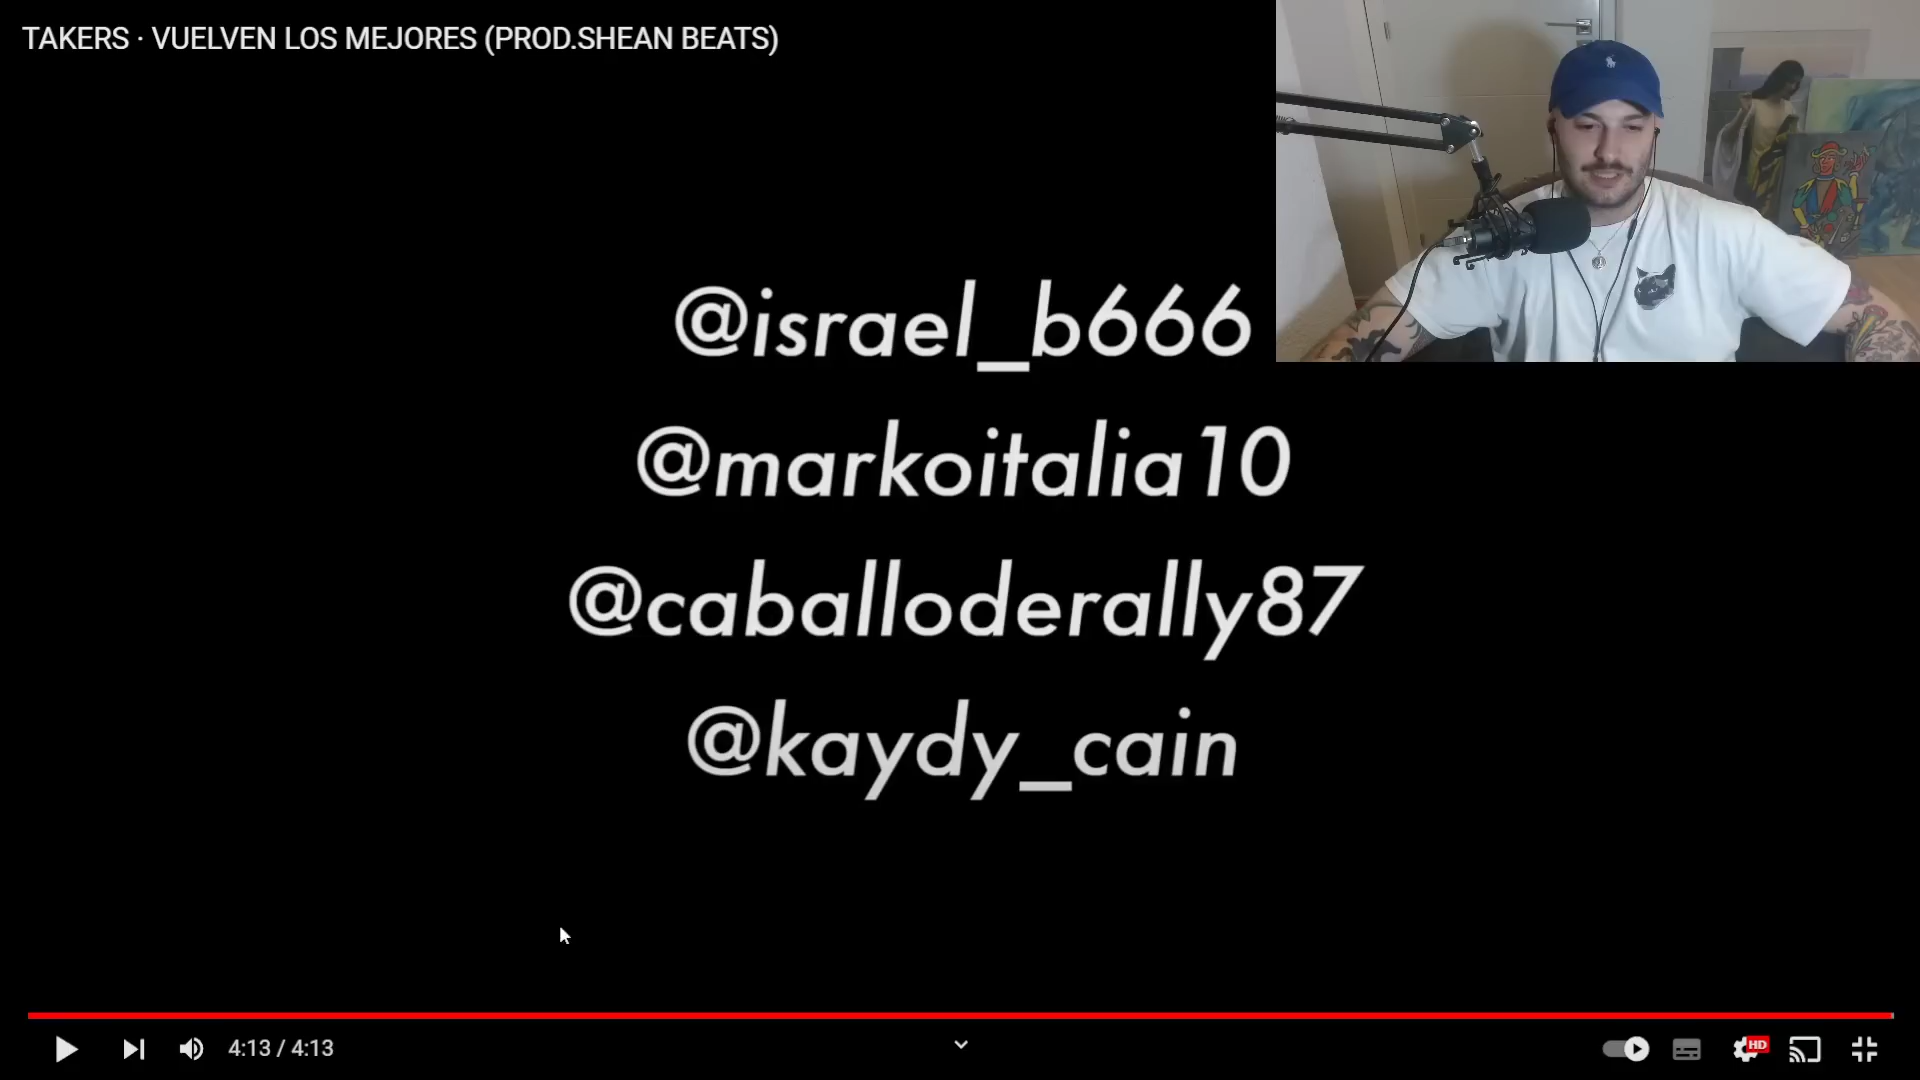 TAKERS · VUELVEN LOS MEJORES (PROD.SHEAN BEATS)
@israel_b666
@markoitalia10
@caballoderally87
@kaydy_cain
4:13 / 4:13
HD